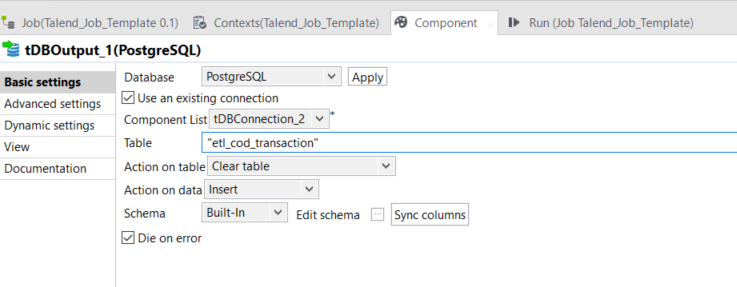 Job(Talend_Job_Template 0.1) Contexts(Talend_Job_Template) Component Run (Job Talend_Job_Template)
tDBOutput_1(PostgreSQL)
Basic settings
Advanced settings
Dynamic settings
View
Documentation
Database PostgreSQL Apply
Use an existing connection
Component List tDBConnection_2 *
Table "etl_cod_transaction"
Action on table Clear table
Action on data Insert
Schema Built-In Edit schema ... Sync columns
Die on error